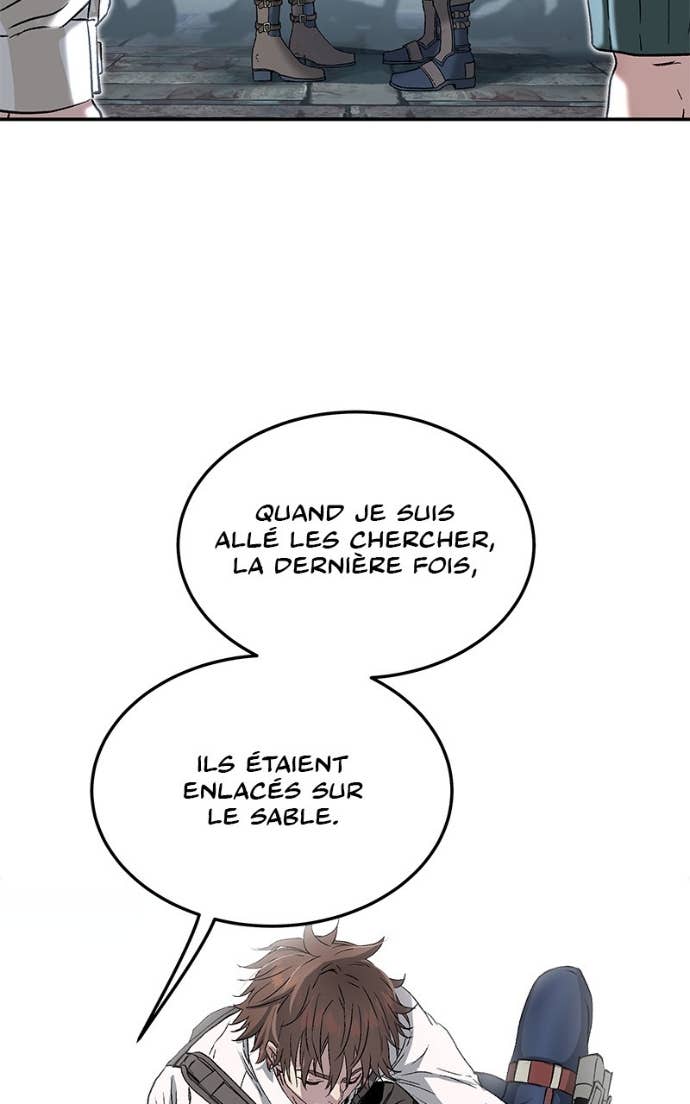 QUAND JE SUIS
ALLÉ LES CHERCHER,
LA DERNIÈRE FOIS,
ILS ÉTAIENT
ENLACÉS SUR
LE SABLE.